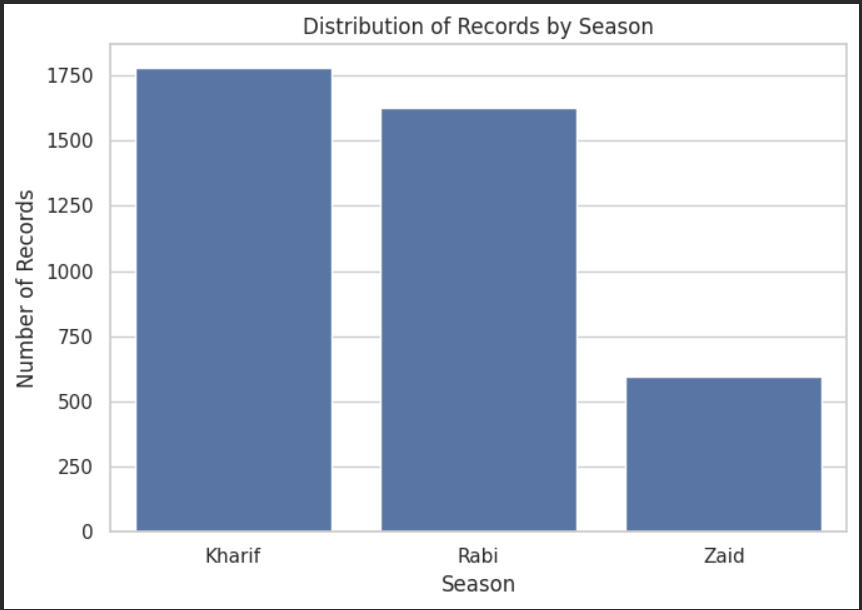 Distribution of Records by Season
Number of Records
1750
1500
1250
1000
750
500
250
0
Kharif Rabi Zaid
Season